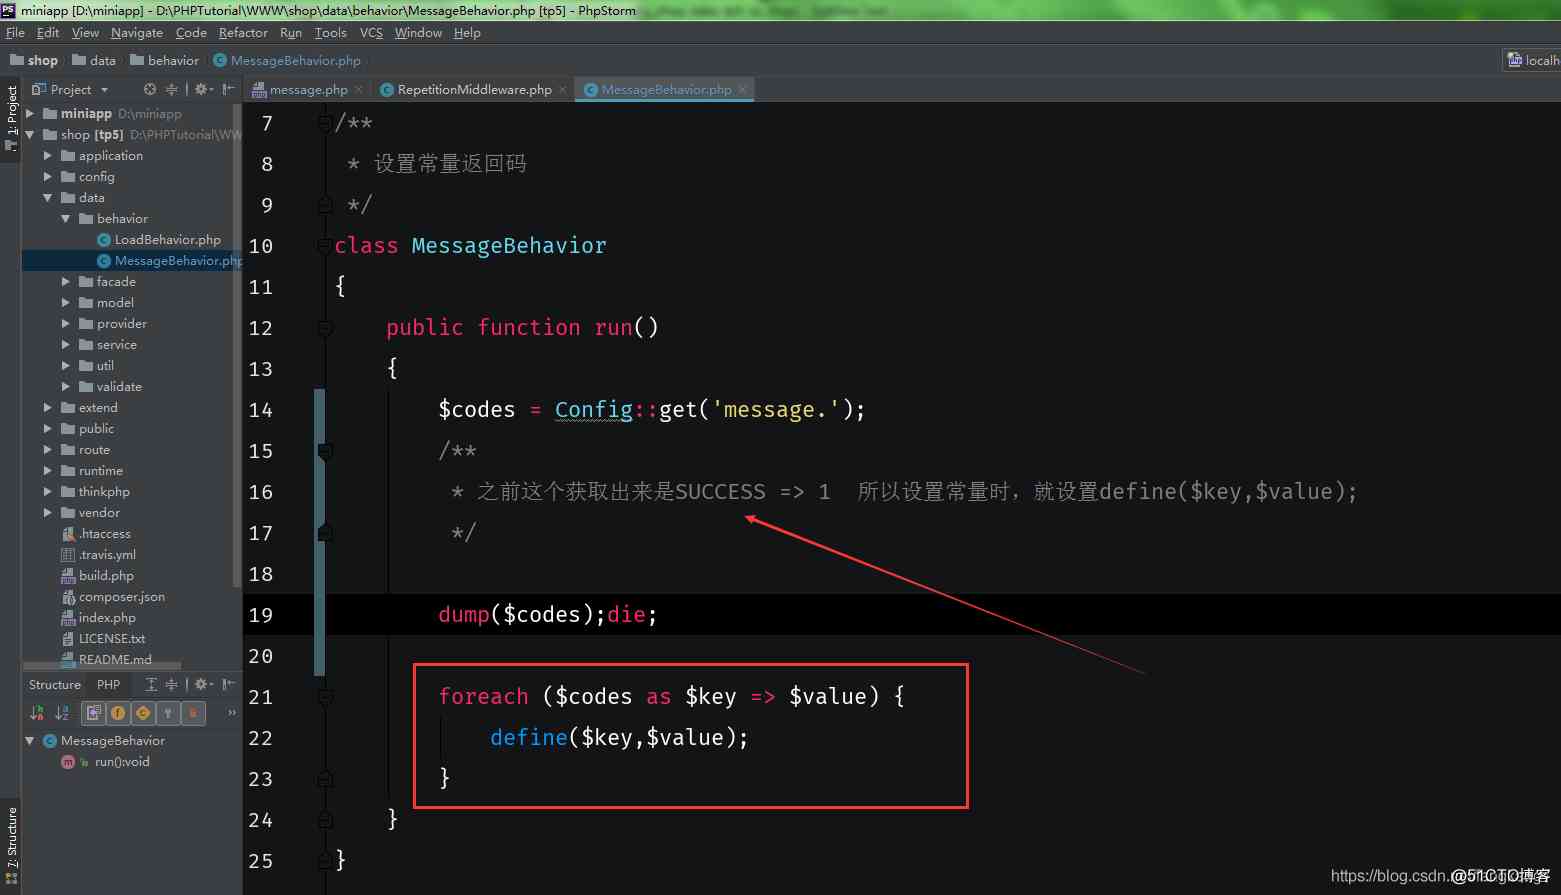 miniapp [D:\miniapp] - D:\PHPTutorial\WWW\shop\data\behavior\MessageBehavior.php [tp5] - PhpStorm
File Edit View Navigate Code Refactor Run Tools VCS Window Help
shop data behavior MessageBehavior.php
localh
Project
message.php RepetitionMiddleware.php MessageBehavior.php
1: Project
miniapp D:\miniapp
shop [tp5] D:\PHPTutorial\WW
application
config
data
behavior
LoadBehavior.php
MessageBehavior.php
facade
model
provider
service
util
validate
extend
public
route
runtime
thinkphp
vendor
.htaccess
.travis.yml
build.php
composer.json
index.php
LICENSE.txt
README.md
Structure PHP
MessageBehavior
run():void
7: Structure
7 /**
8 * 设置常量返回码
9 */
10 class MessageBehavior
11 {
12 public function run()
13 {
14 $codes = Config::get('message.');
15 /**
16 * 之前这个获取出来是SUCCESS => 1 所以设置常量时，就设置define($key,$value);
17 */
18
19 dump($codes);die;
20
21 foreach ($codes as $key => $value) {
22 define($key,$value);
23 }
24 }
25 }
https://blog.csdn.n
@51CTO博客